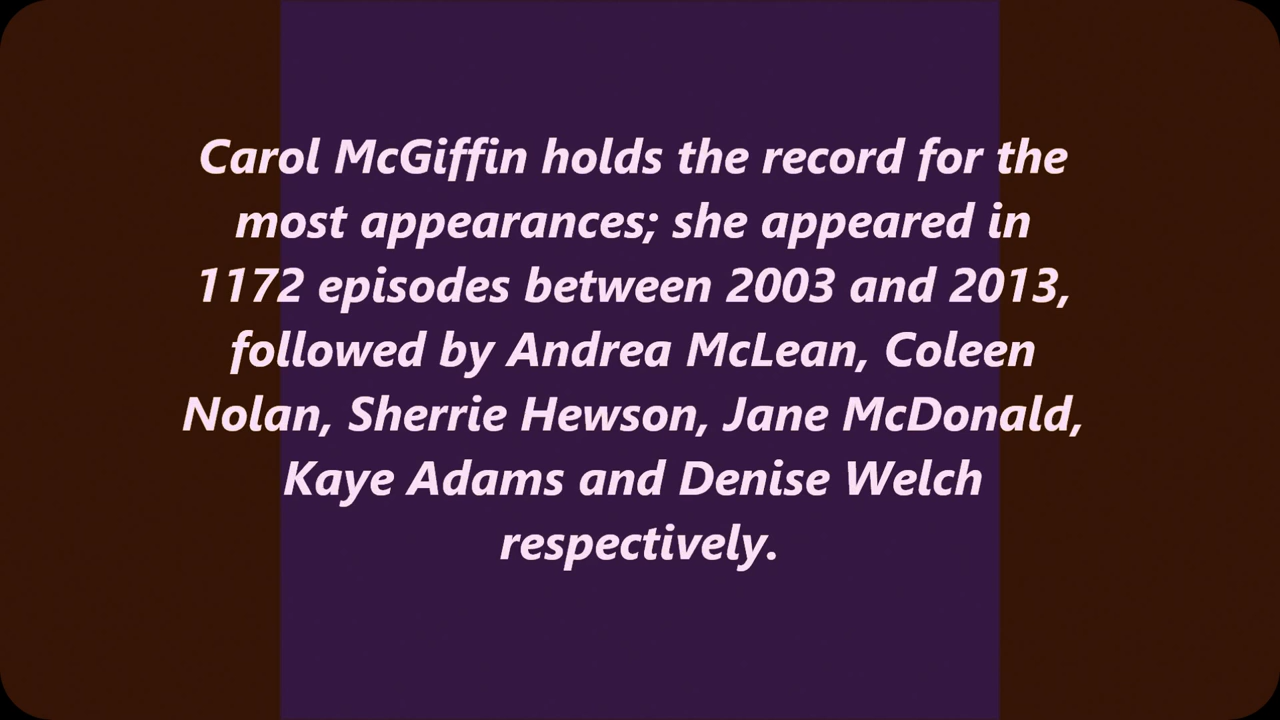 Carol McGiffin holds the record for the
most appearances; she appeared in
1172 episodes between 2003 and 2013,
followed by Andrea McLean, Coleen
Nolan, Sherrie Hewson, Jane McDonald,
Kaye Adams and Denise Welch
respectively.